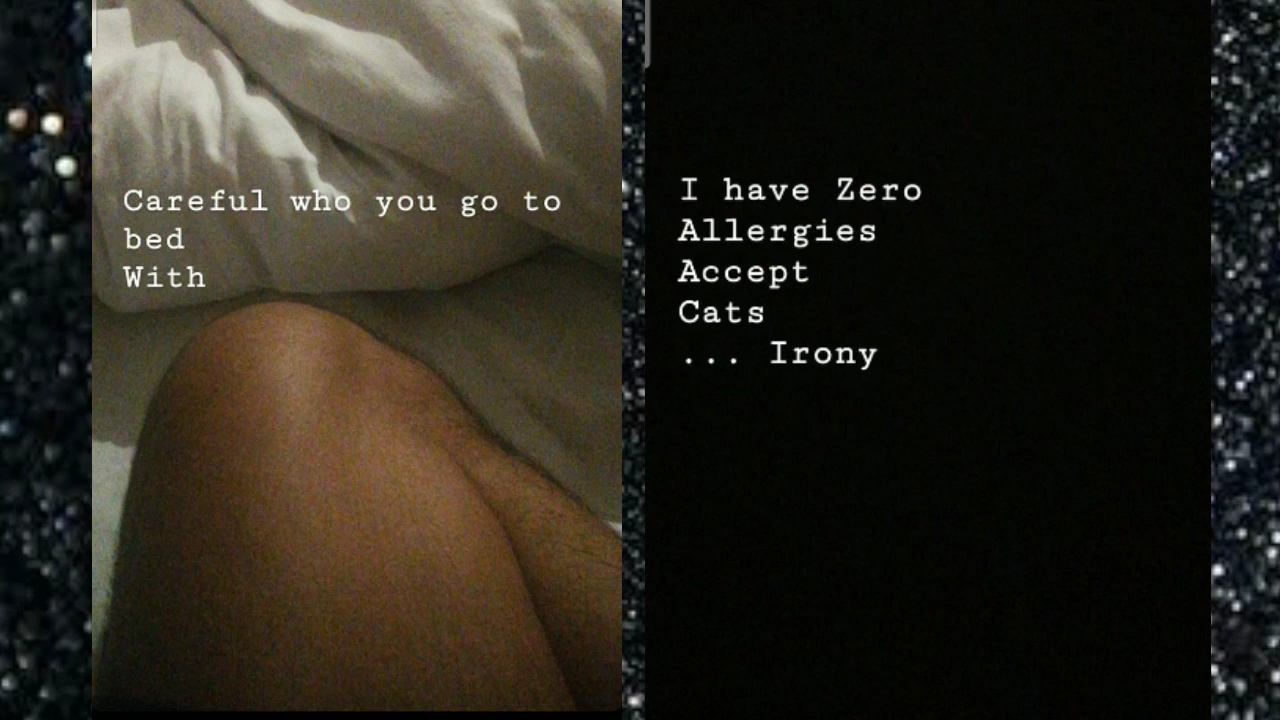 Careful who you go to
bed
With
I have Zero
Allergies
Accept
Cats
... Irony